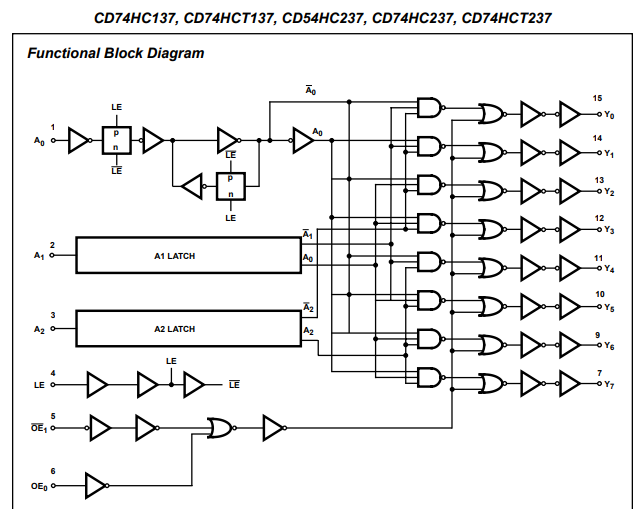 CD74HC137, CD74HCT137, CD54HC237, CD74HC237, CD74HCT237
Functional Block Diagram
A̅0
LE
1
A0
p
n
L̅E̅
A0
L̅E̅
p
n
LE
2
A1
A1 LATCH
A̅1
A0
3
A2
A2 LATCH
A̅2
A2
4
LE
LE
L̅E̅
5
O̅E̅1
6
OE0
15
Y0
14
Y1
13
Y2
12
Y3
11
Y4
10
Y5
9
Y6
7
Y7